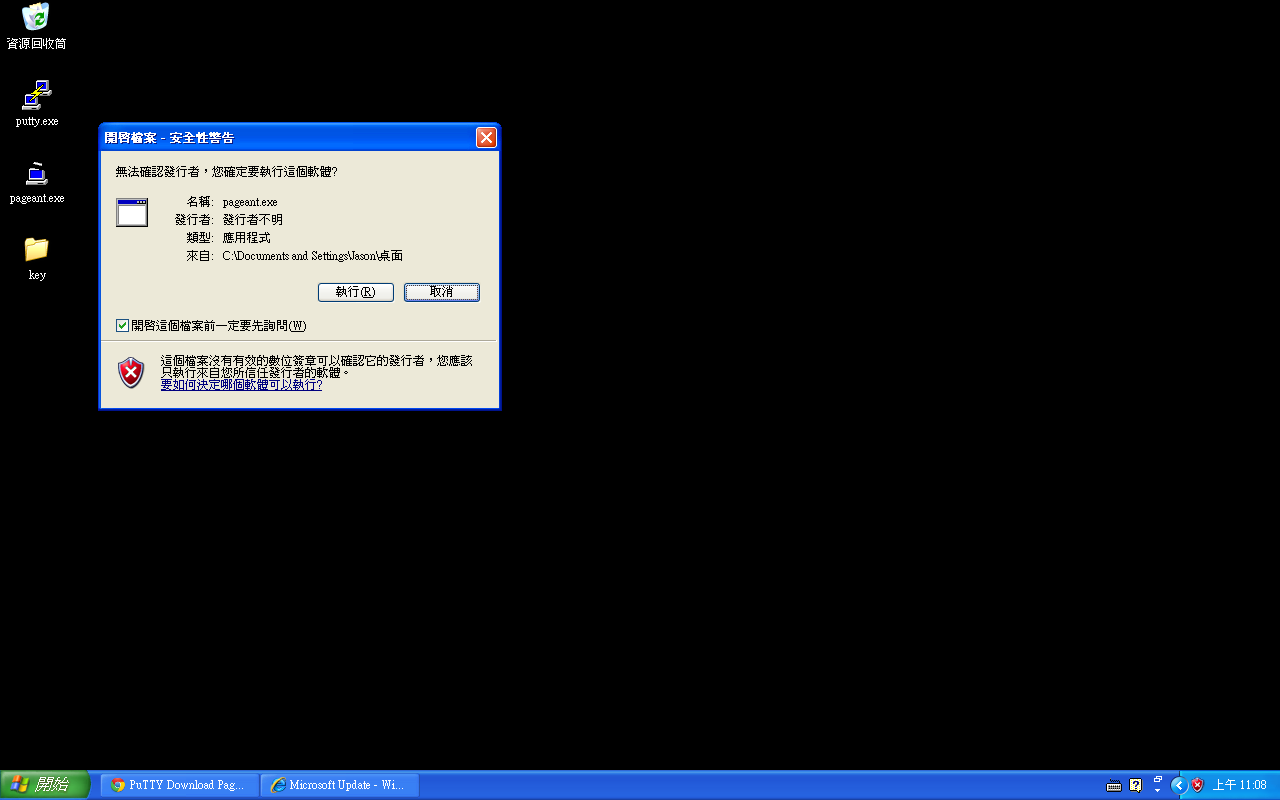 資源回收筒
putty.exe
pageant.exe
key
開啓檔案 - 安全性警告
無法確認發行者，您確定要執行這個軟體?
名稱: pageant.exe
發行者: 發行者不明
類型: 應用程式
來自: C:\Documents and Settings\Jason\桌面
執行(R)
取消
開啓這個檔案前一定要先詢問(W)
這個檔案沒有有效的數位簽章可以確認它的發行者，您應該
只執行來自您所信任發行者的軟體。
要如何決定哪個軟體可以執行?
開始
PuTTY Download Pag...
Microsoft Update - Wi...
上午 11:08